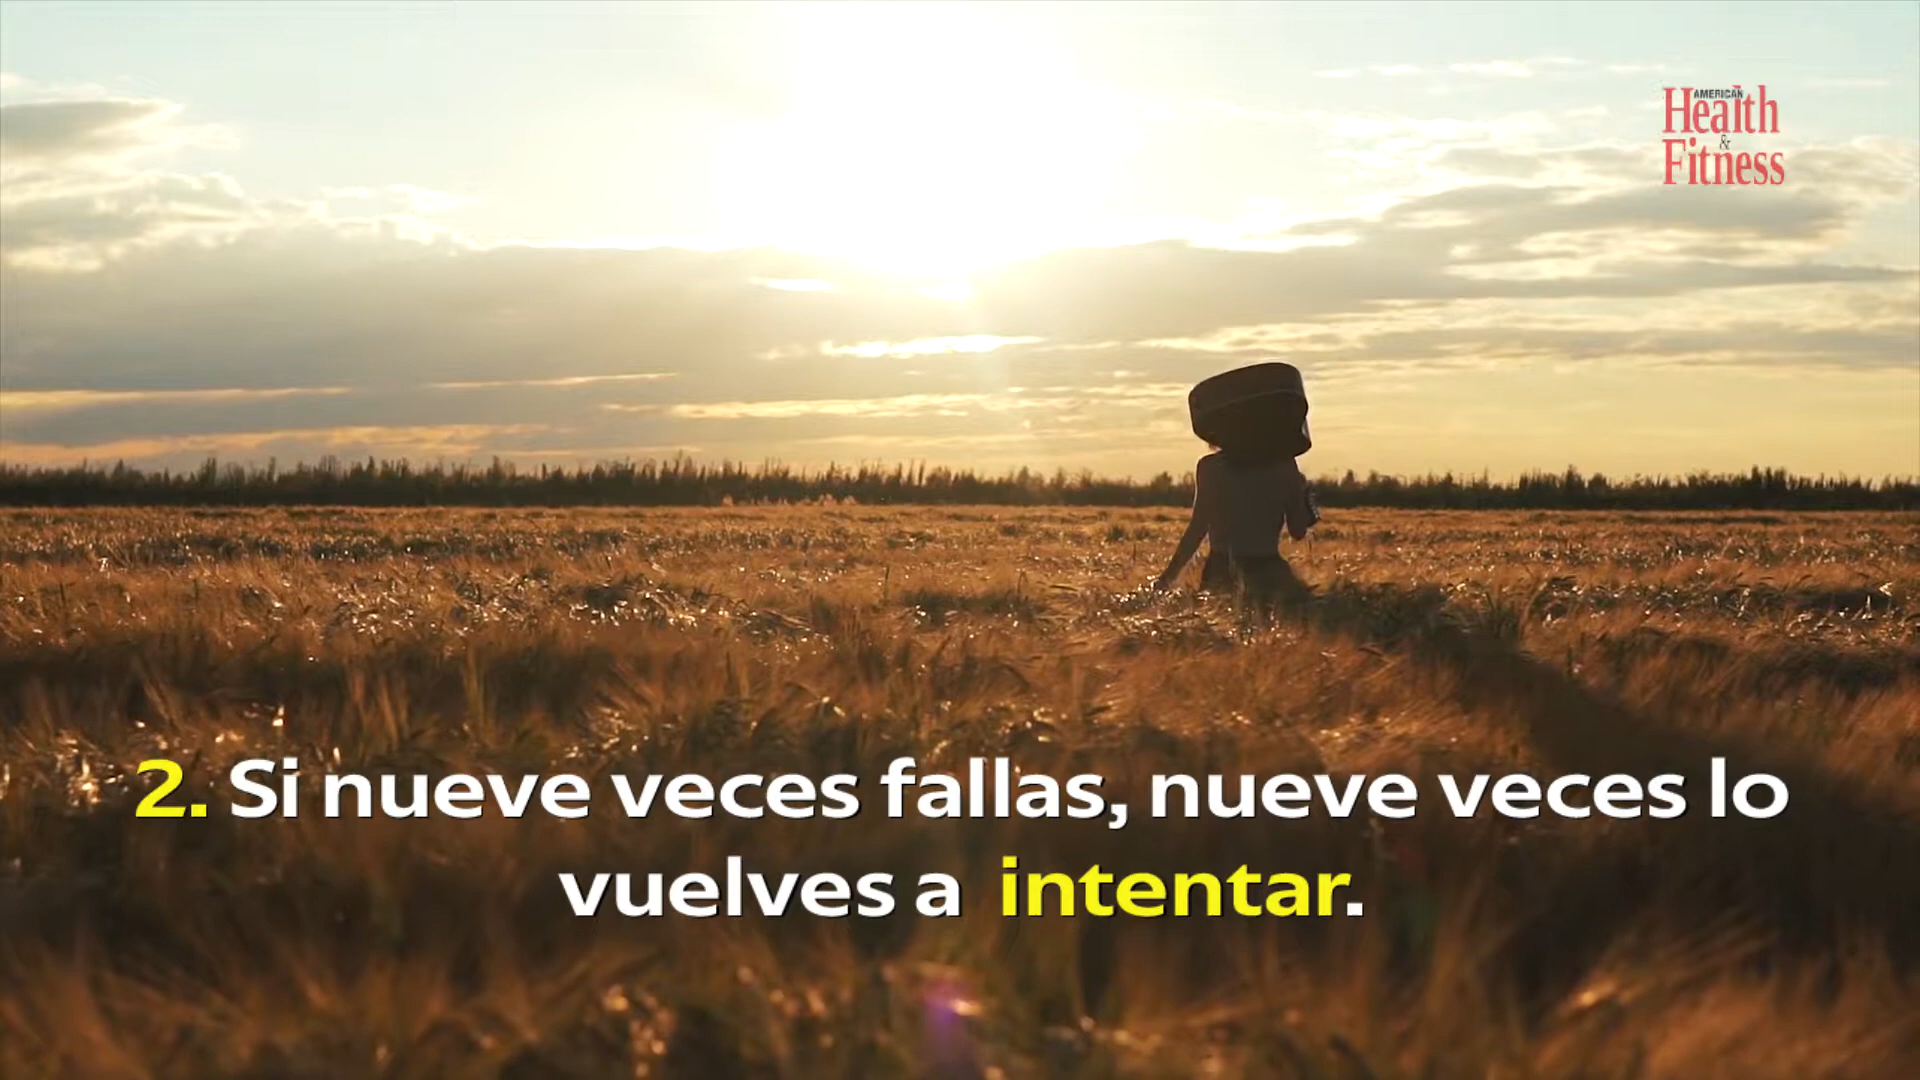 AMERICAN
Health
&
Fitness
2. Si nueve veces fallas, nueve veces lo
vuelves a intentar.